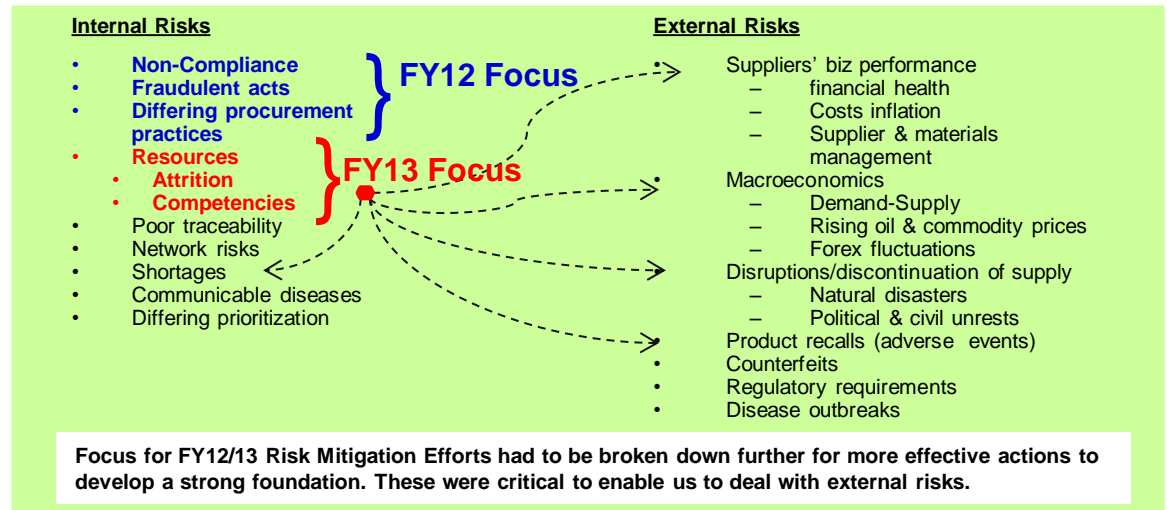 Internal Risks
• Non-Compliance
• Fraudulent acts
• Differing procurement
practices
• Resources
• Attrition
• Competencies
• Poor traceability
• Network risks
• Shortages
• Communicable diseases
• Differing prioritization
FY12 Focus
FY13 Focus
External Risks
• Suppliers’ biz performance
– financial health
– Costs inflation
– Supplier & materials
management
• Macroeconomics
– Demand-Supply
– Rising oil & commodity prices
– Forex fluctuations
• Disruptions/discontinuation of supply
– Natural disasters
– Political & civil unrests
• Product recalls (adverse events)
• Counterfeits
• Regulatory requirements
• Disease outbreaks
Focus for FY12/13 Risk Mitigation Efforts had to be broken down further for more effective actions to
develop a strong foundation. These were critical to enable us to deal with external risks.